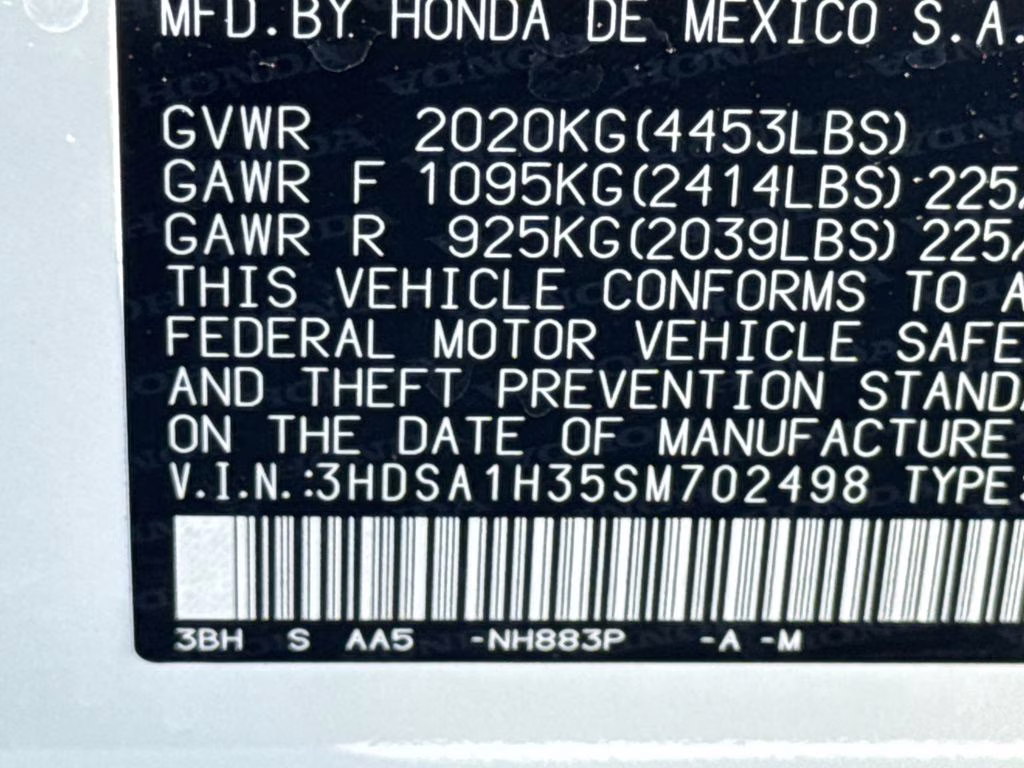 MFD. BY HONDA DE MEXICO S.A.
GVWR 2020KG(4453LBS)
GAWR F 1095KG(2414LBS) 225/
GAWR R 925KG(2039LBS) 225/
THIS VEHICLE CONFORMS TO A
FEDERAL MOTOR VEHICLE SAFE
AND THEFT PREVENTION STAND
ON THE DATE OF MANUFACTURE
V.I.N.:3HDSA1H35SM702498 TYPE:
3BH S AA5 -NH883P -A -M